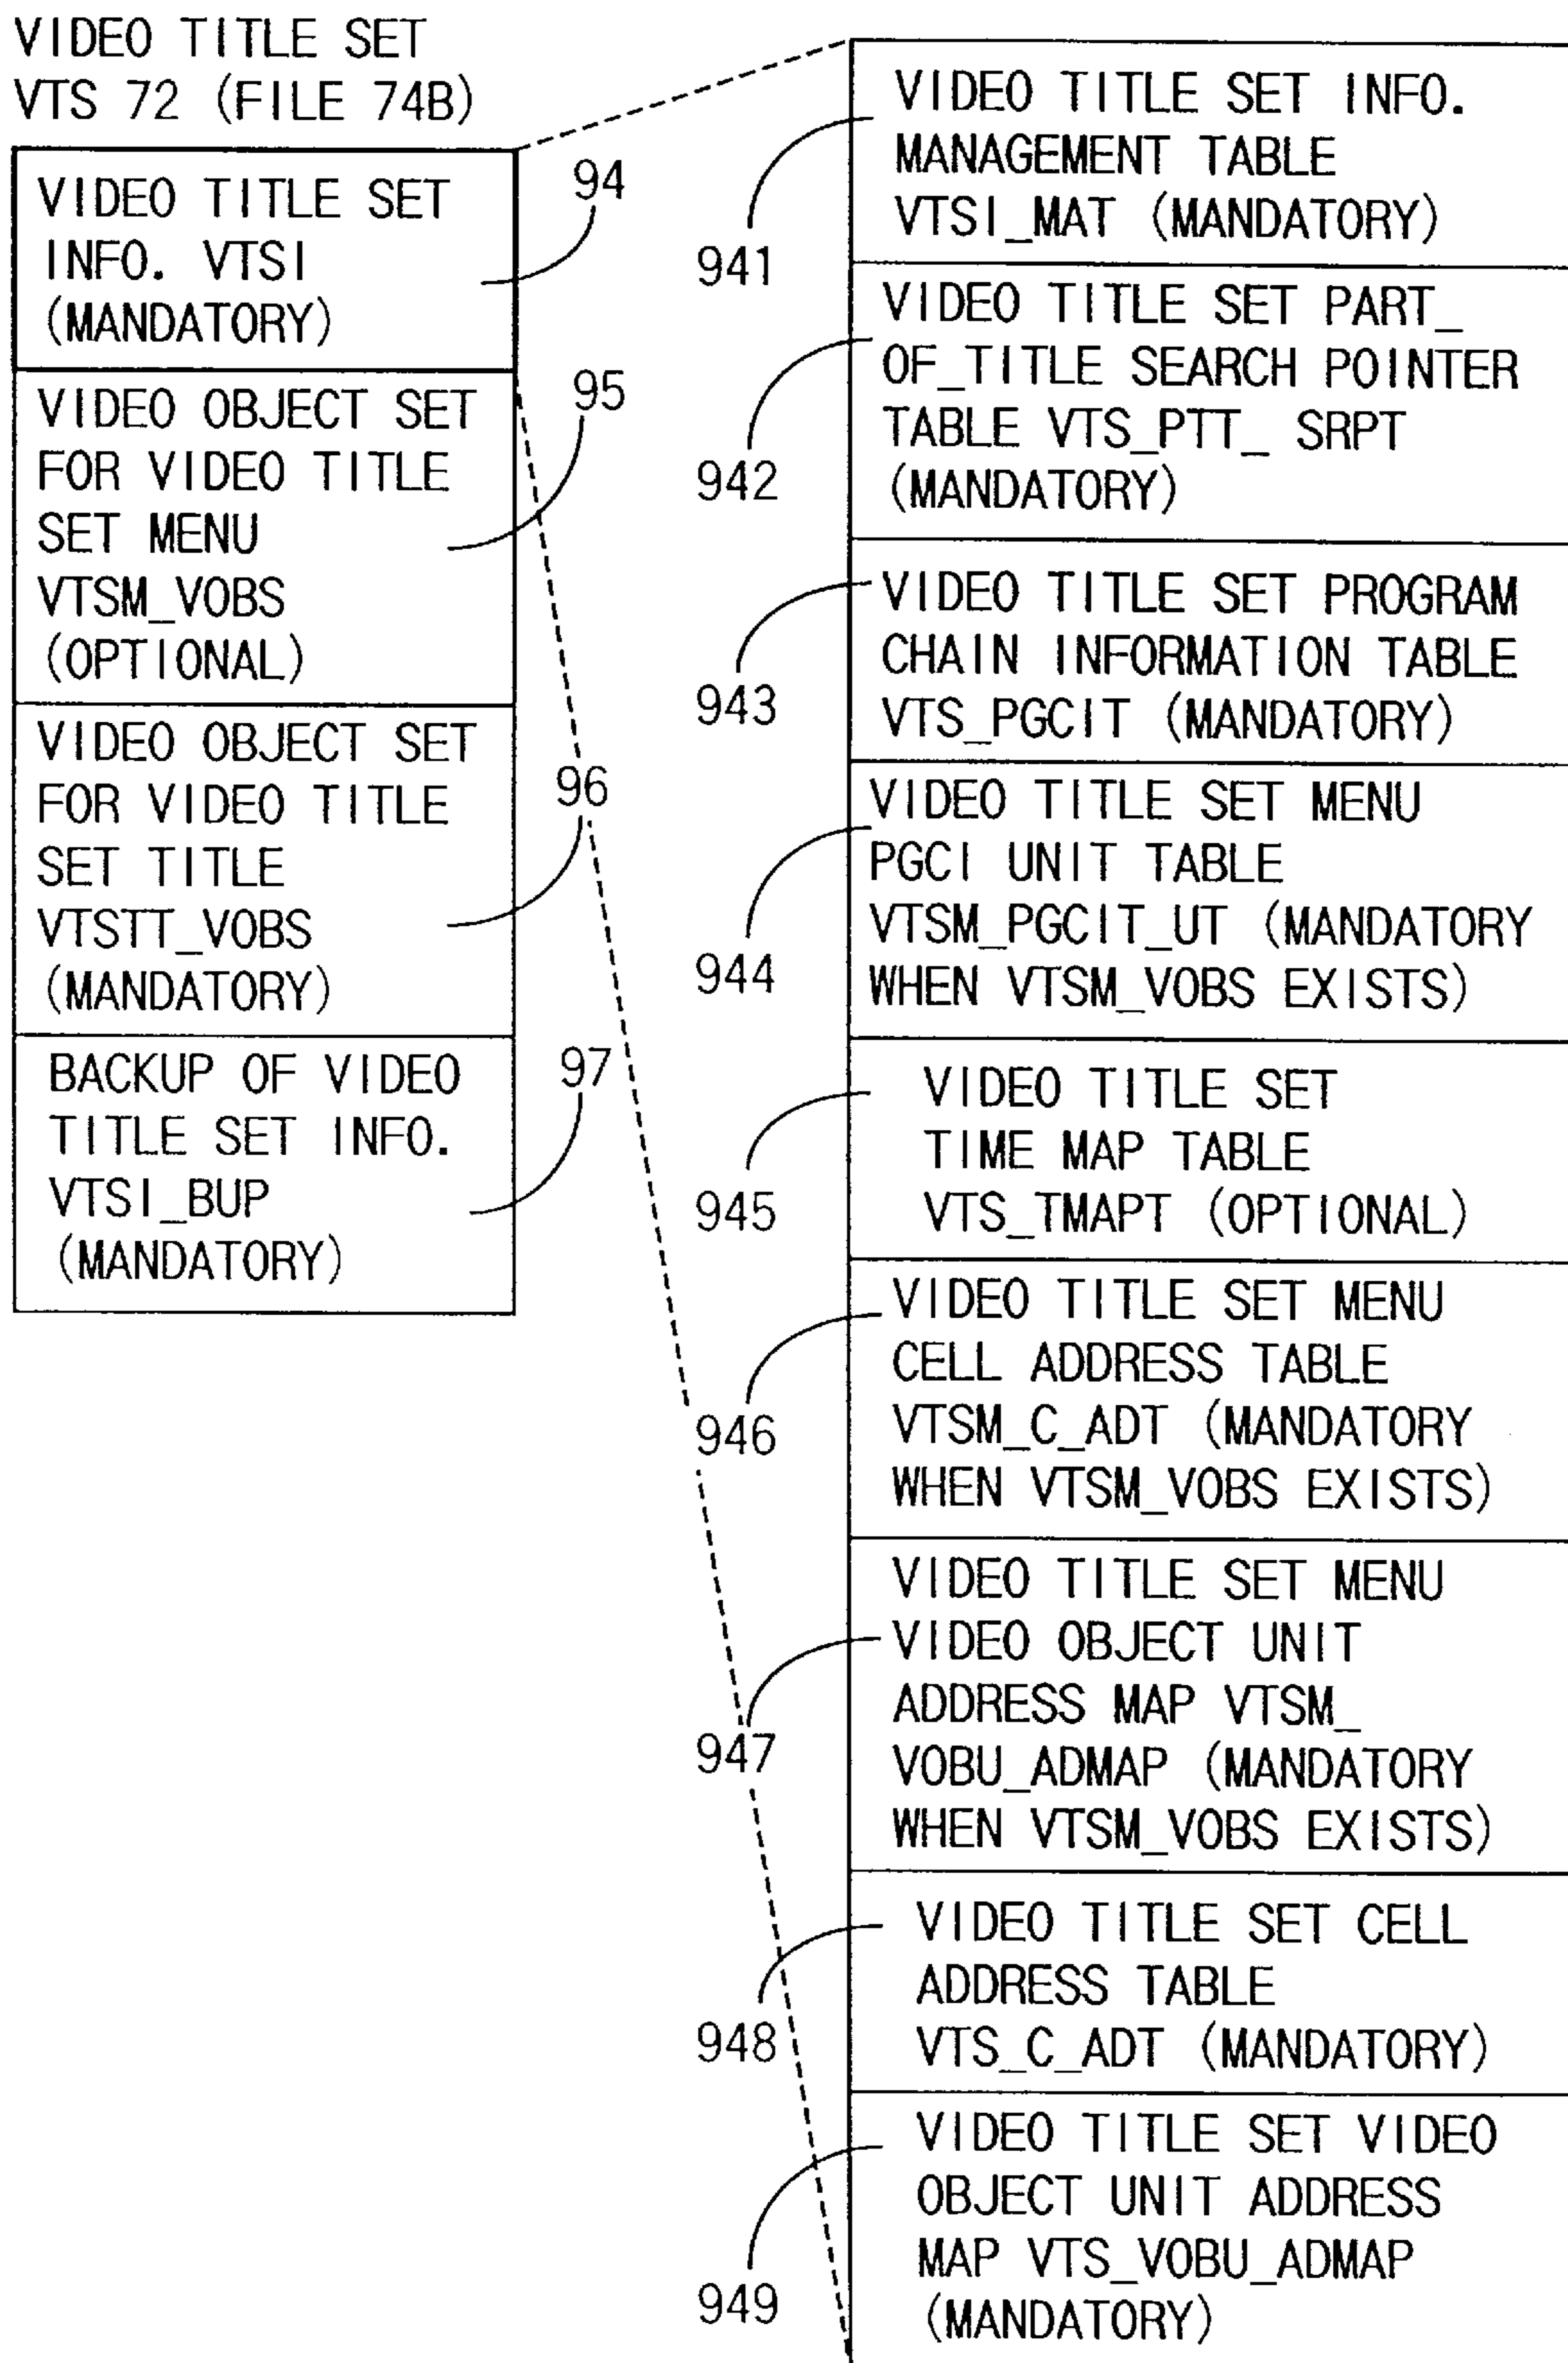 VIDEO TITLE SET
VTS 72 (FILE 74B)
VIDEO TITLE SET
INFO. VTSI
(MANDATORY)
94
VIDEO OBJECT SET
FOR VIDEO TITLE
SET MENU
VTSM_VOBS
(OPTIONAL)
95
VIDEO OBJECT SET
FOR VIDEO TITLE
SET TITLE
VTSTT_VOBS
(MANDATORY)
96
BACKUP OF VIDEO
TITLE SET INFO.
VTSI_BUP
(MANDATORY)
97
VIDEO TITLE SET INFO.
MANAGEMENT TABLE
VTSI_MAT (MANDATORY)
941
VIDEO TITLE SET PART_
OF_TITLE SEARCH POINTER
TABLE VTS_PTT_ SRPT
(MANDATORY)
942
VIDEO TITLE SET PROGRAM
CHAIN INFORMATION TABLE
VTS_PGCIT (MANDATORY)
943
VIDEO TITLE SET MENU
PGCI UNIT TABLE
VTSM_PGCIT_UT (MANDATORY
WHEN VTSM_VOBS EXISTS)
944
VIDEO TITLE SET
TIME MAP TABLE
VTS_TMAPT (OPTIONAL)
945
VIDEO TITLE SET MENU
CELL ADDRESS TABLE
VTSM_C_ADT (MANDATORY
WHEN VTSM_VOBS EXISTS)
946
VIDEO TITLE SET MENU
VIDEO OBJECT UNIT
ADDRESS MAP VTSM_
VOBU_ADMAP (MANDATORY
WHEN VTSM_VOBS EXISTS)
947
VIDEO TITLE SET CELL
ADDRESS TABLE
VTS_C_ADT (MANDATORY)
948
VIDEO TITLE SET VIDEO
OBJECT UNIT ADDRESS
MAP VTS_VOBU_ADMAP
(MANDATORY)
949